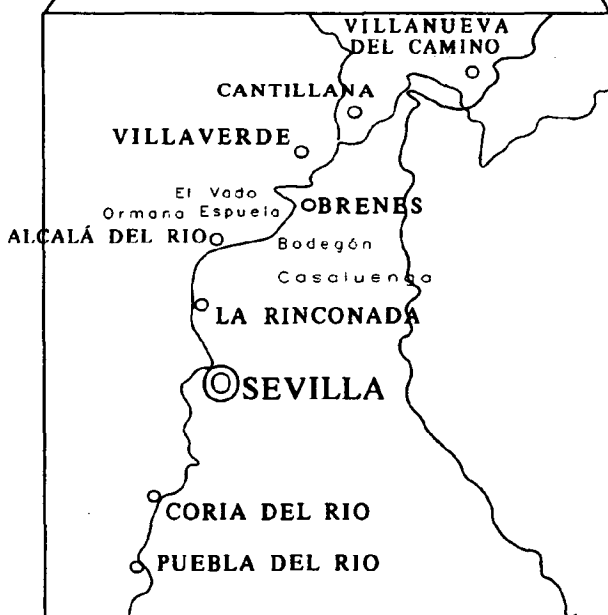 VILLANUEVA
DEL CAMINO
CANTILLANA
VILLAVERDE
El Vado
Ormana Espuela
BRENES
ALCALÁ DEL RIO
Bodegón
Casaluenga
LA RINCONADA
SEVILLA
CORIA DEL RIO
PUEBLA DEL RIO